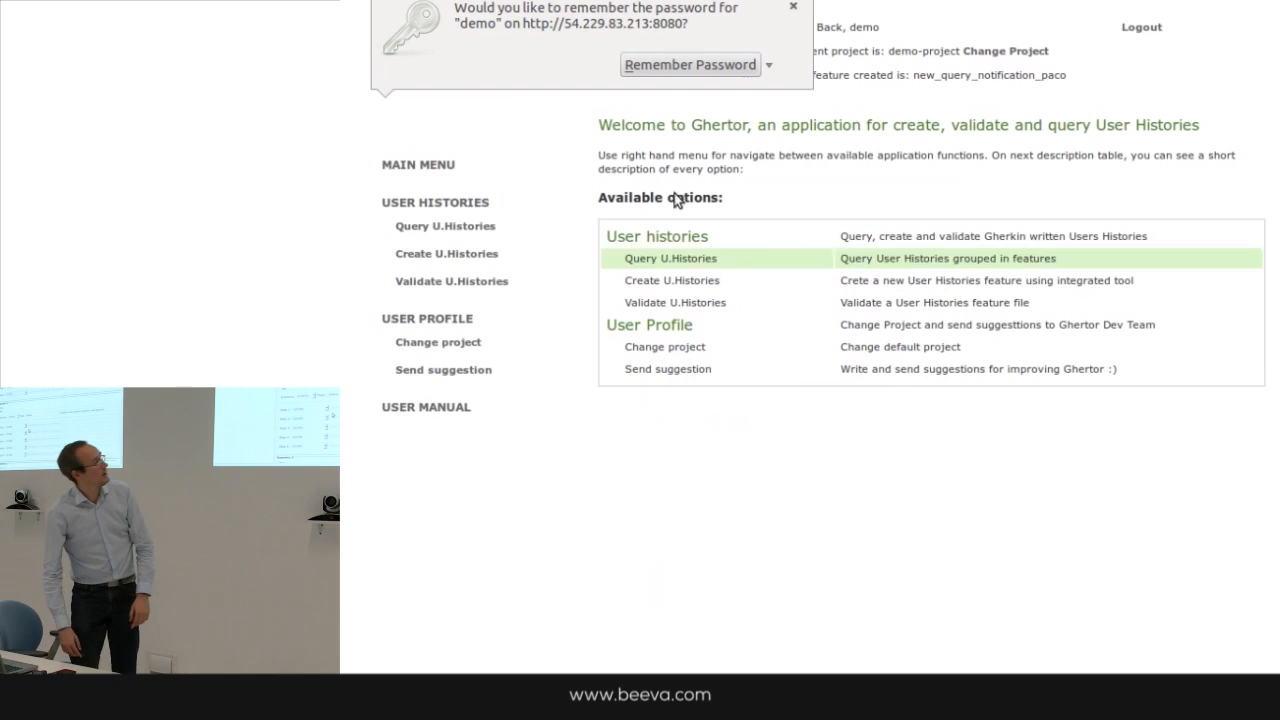 Would you like to remember the password for
"demo" on http://54.229.83.213:8080?
Remember Password
Back, demo
Logout
ent project is: demo-project Change Project
feature created is: new_query_notification_paco
Welcome to Ghertor, an application for create, validate and query User Histories
Use right hand menu for navigate between available application functions. On next description table, you can see a short
description of every option:
Available options:
MAIN MENU
USER HISTORIES
Query U.Histories
Create U.Histories
Validate U.Histories
USER PROFILE
Change project
Send suggestion
USER MANUAL
User histories Query, create and validate Gherkin written Users Histories
Query U.Histories Query User Histories grouped in features
Create U.Histories Crete a new User Histories feature using integrated tool
Validate U.Histories Validate a User Histories feature file
User Profile Change Project and send suggesttions to Ghertor Dev Team
Change project Change default project
Send suggestion Write and send suggestions for improving Ghertor :)
www.beeva.com